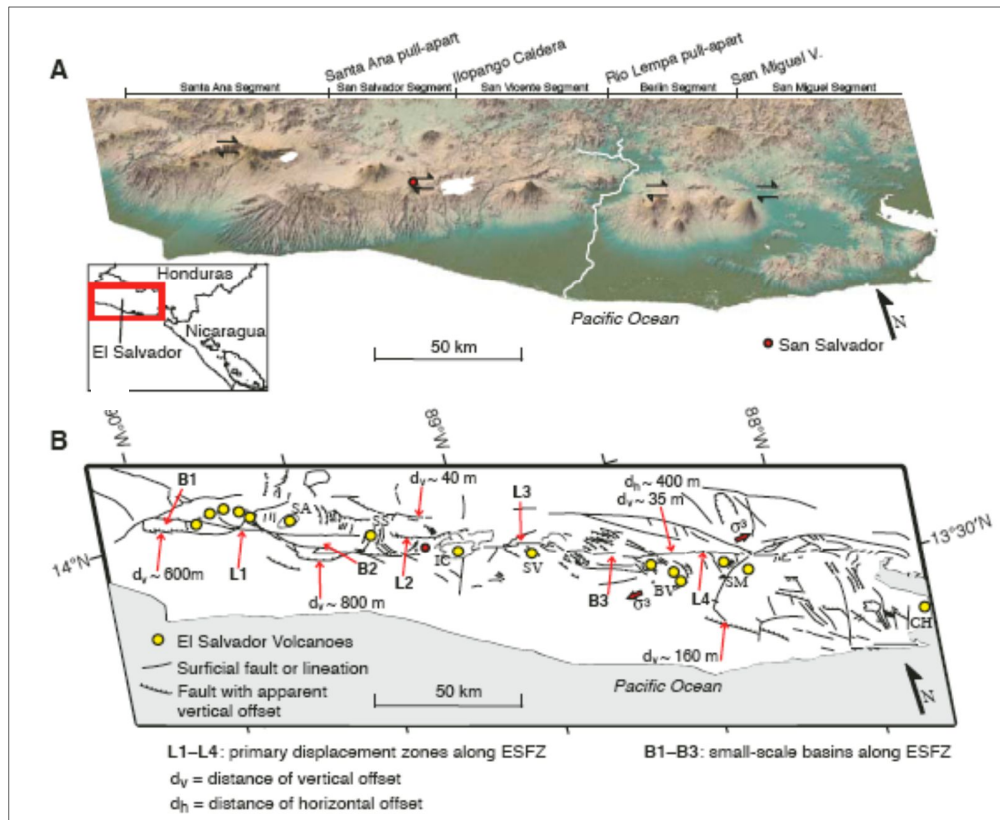 A
Santa Ana pull-apart
Ilopango Caldera
Rio Lempa pull-apart
San Miguel V.
Santa Ana Segment
San Salvador Segment
San Vicente Segment
Berlin Segment
San Miguel Segment
Honduras
Nicaragua
El Salvador
Pacific Ocean
N
50 km
San Salvador
B
90°W
89°W
88°W
B1
dv ~ 40 m
L3
dh ~ 400 m
dv ~ 35 m
SA
SS
σ3
13°30'N
14°N
dv ~ 600m
L1
B2
L2
IC
SV
B3
σ3
BV
L4
SM
CH
dv ~ 800 m
dv ~ 160 m
El Salvador Volcanoes
Surficial fault or lineation
Fault with apparent
vertical offset
50 km
Pacific Ocean
N
L1–L4: primary displacement zones along ESFZ
B1–B3: small-scale basins along ESFZ
dv = distance of vertical offset
dh = distance of horizontal offset